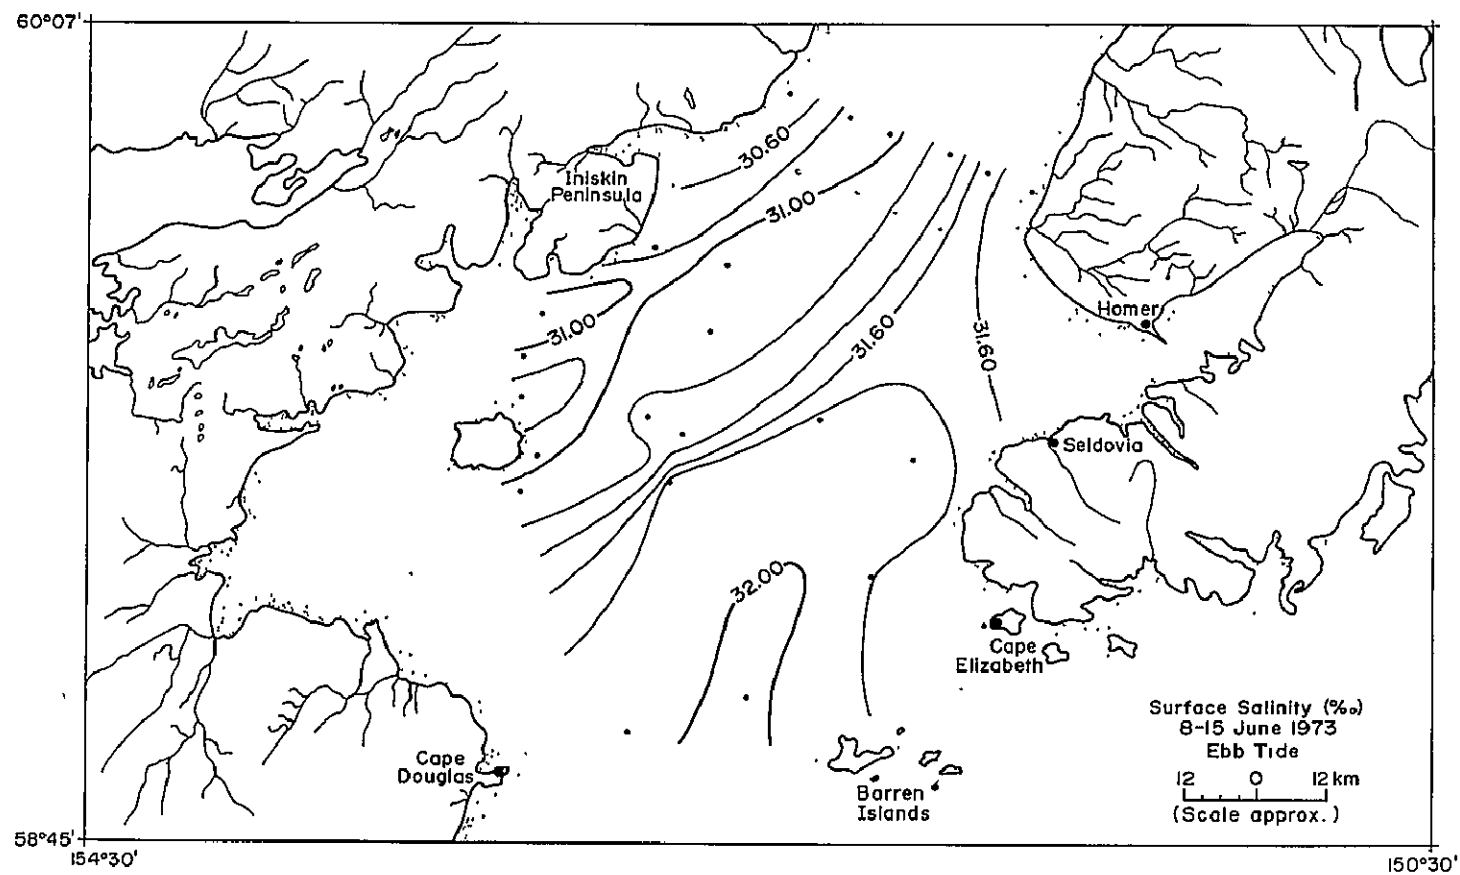 60°07'
30.60
Iniskin
Peninsula
31.00
Homer
31.00
31.60
31.60
Seldovia
32.00
Cape
Elizabeth
Surface Salinity (‰)
8-15 June 1973
Ebb Tide
Cape
Douglas
12 0 12 km
Barren
Islands
(Scale approx.)
58°45'
154°30'
150°30'